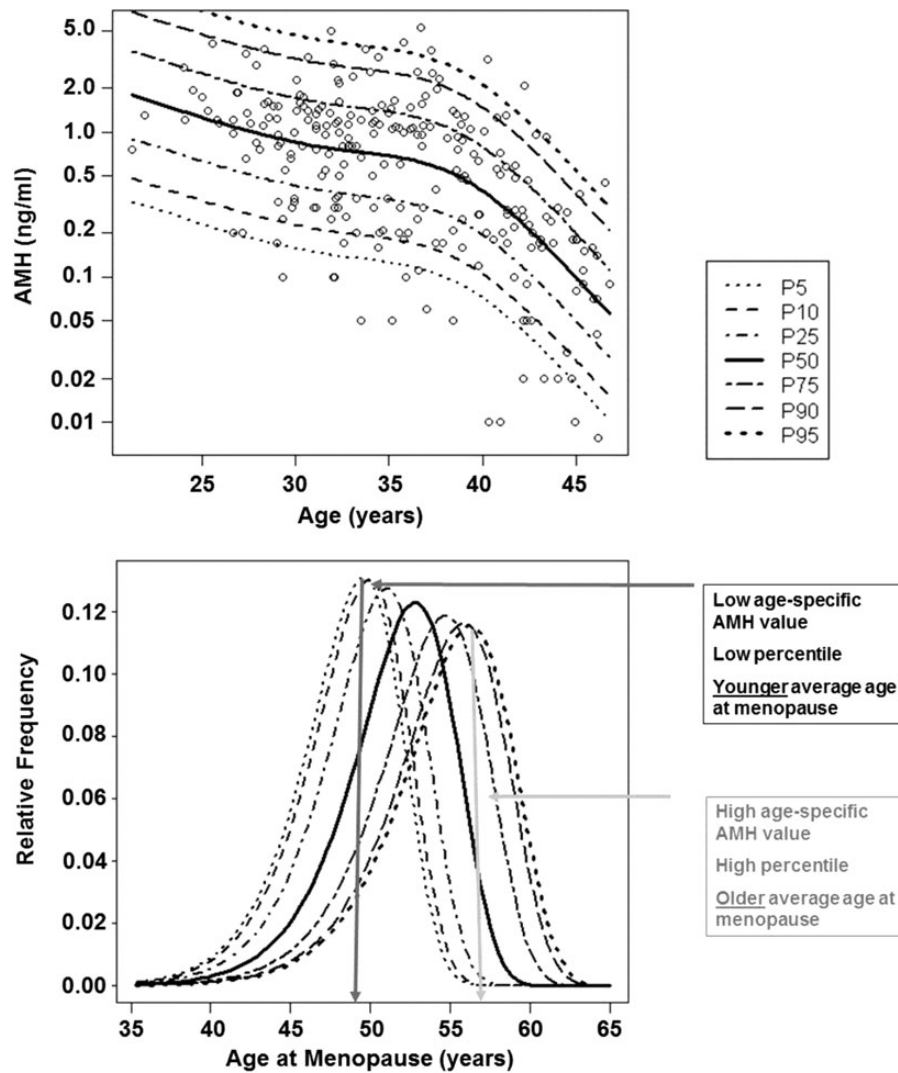 5.0
2.0
1.0
0.5
0.2
0.1
0.05
0.02
0.01
AMH (ng/ml)
25 30 35 40 45
Age (years)
P5
P10
P25
P50
P75
P90
P95
0.12
0.10
0.08
0.06
0.04
0.02
0.00
Relative Frequency
35 40 45 50 55 60 65
Age at Menopause (years)
Low age-specific
AMH value
Low percentile
Younger average age
at menopause
High age-specific
AMH value
High percentile
Older average age at
menopause